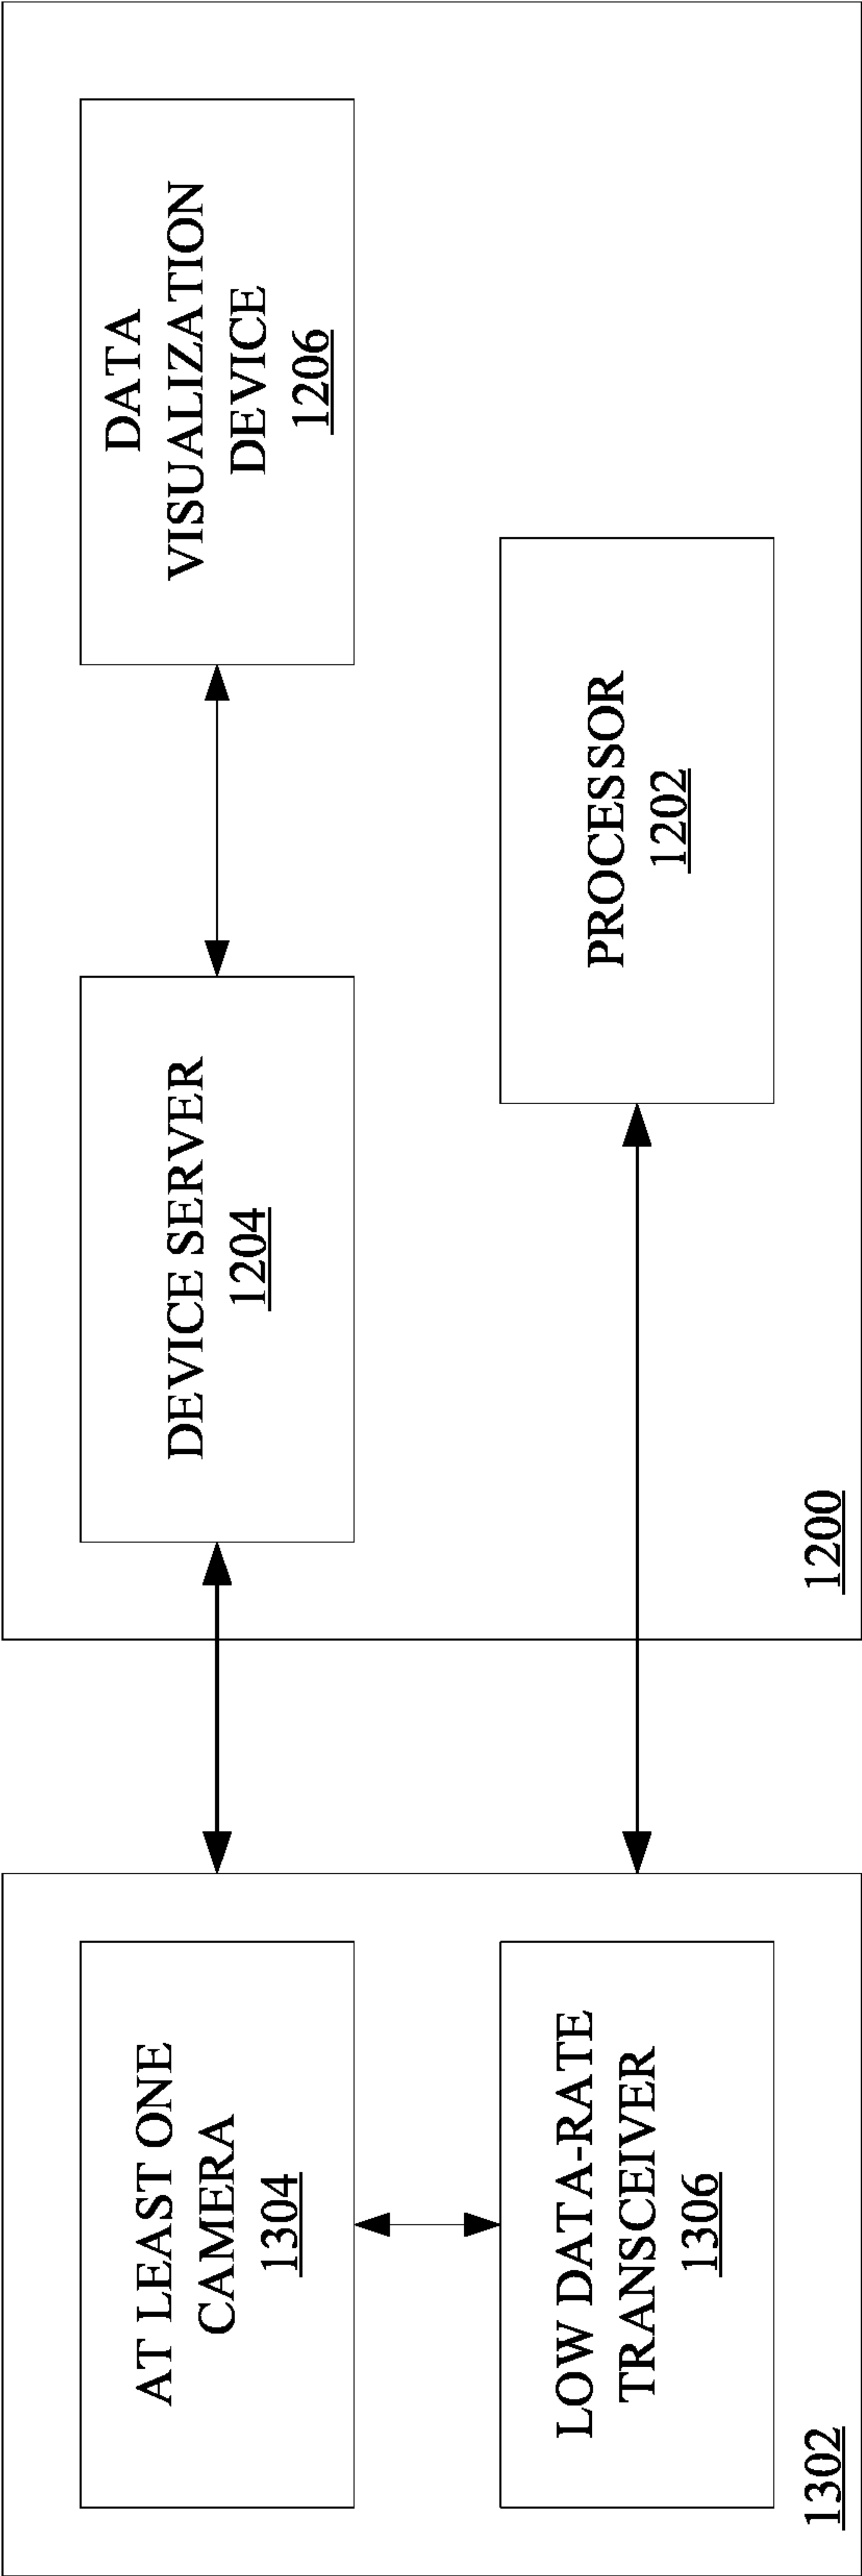 AT LEAST ONE
CAMERA
1304
LOW DATA-RATE
TRANSCEIVER
1306
1302
DEVICE SERVER
1204
DATA
VISUALIZATION
DEVICE
1206
PROCESSOR
1202
1200